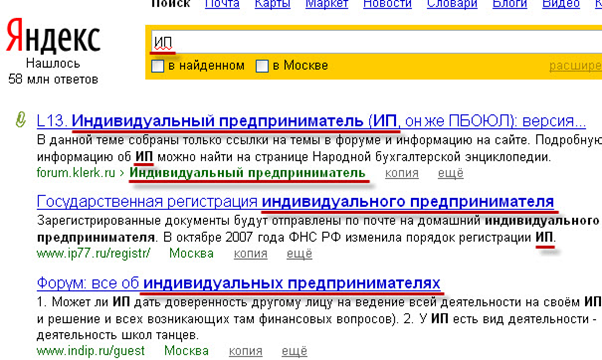 Поиск Почта Карты Маркет Новости Словари Блоги Видео
Яндекс
Нашлось
58 млн ответов
ИП
в найденном в Москве расшире
L13. Индивидуальный предприниматель (ИП, он же ПБОЮЛ): версия...
В данной теме собраны только ссылки на темы в форуме и информацию на сайте. Подробную
информацию об ИП можно найти на странице Народной бухгалтерской энциклопедии.
forum.klerk.ru › Индивидуальный предприниматель копия ещё
Государственная регистрация индивидуального предпринимателя
Зарегистрированные документы будут отправлены по почте на домашний индивидуального
предпринимателя. В октябре 2007 года ФНС РФ изменила порядок регистрации ИП.
www.ip77.ru/registr/ Москва копия ещё
Форум: все об индивидуальных предпринимателях
1. Может ли ИП дать доверенность другому лицу на ведение всей деятельности на своём ИП
и решение и всех возникающих там финансовых вопросов). 2. У ИП есть вид деятельности -
деятельность школ танцев.
www.indip.ru/guest Москва копия ещё